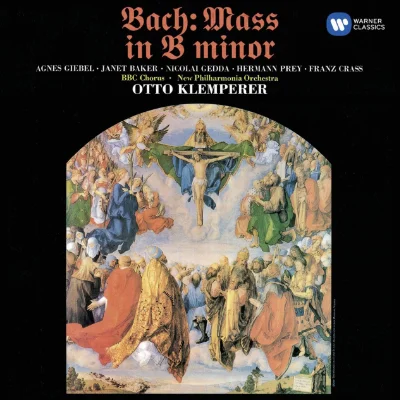 Bach: Mass
in B minor
WARNER
CLASSICS
AGNES GIEBEL · JANET BAKER · NICOLAI GEDDA · HERMANN PREY · FRANZ CRASS
BBC Chorus · New Philharmonia Orchestra
OTTO KLEMPERER